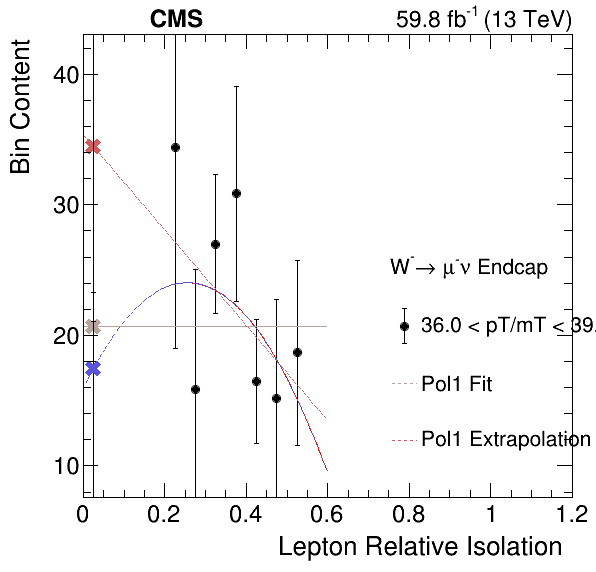 CMS 59.8 fb⁻¹ (13 TeV)
Bin Content
40
30
20
10
W⁻→ μ⁻ν Endcap
36.0 < pT/mT < 39.
Pol1 Fit
Pol1 Extrapolation
0 0.2 0.4 0.6 0.8 1 1.2
Lepton Relative Isolation